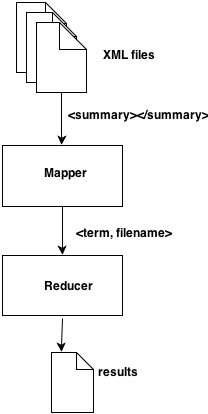 XML files
<summary></summary>
Mapper
<term, filename>
Reducer
results